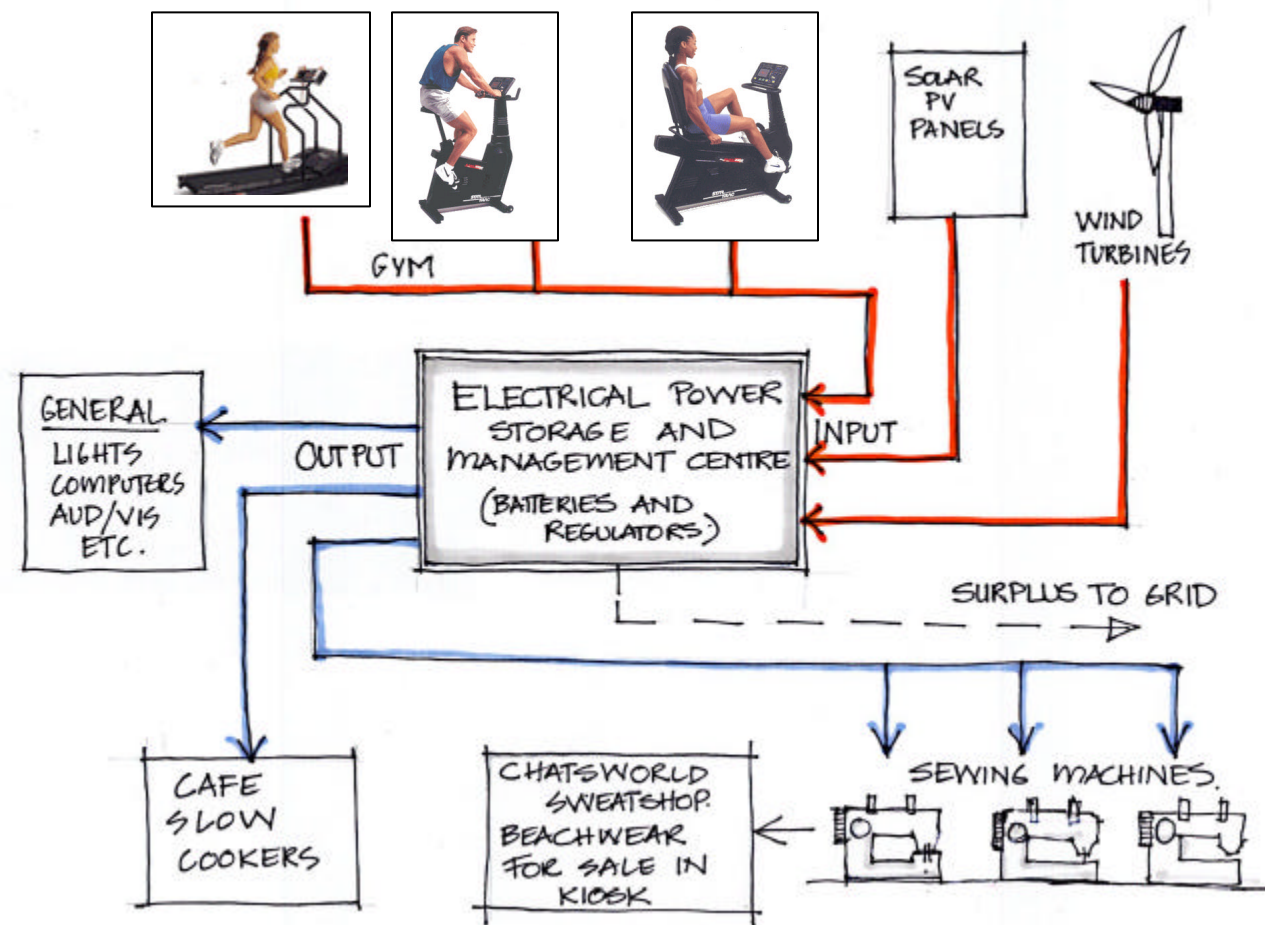 SOLAR
PV
PANELS
WIND
TURBINES
GYM
ELECTRICAL POWER
STORAGE AND
MANAGEMENT CENTRE
(BATTERIES AND
REGULATORS.)
INPUT
OUTPUT
GENERAL
LIGHTS
COMPUTERS
AUD/VIS
ETC.
SURPLUS TO GRID
CAFE
SLOW
COOKERS
CHATSWORLD
SWEATSHOP.
BEACHWEAR
FOR SALE IN
KIOSK
SEWING MACHINES.